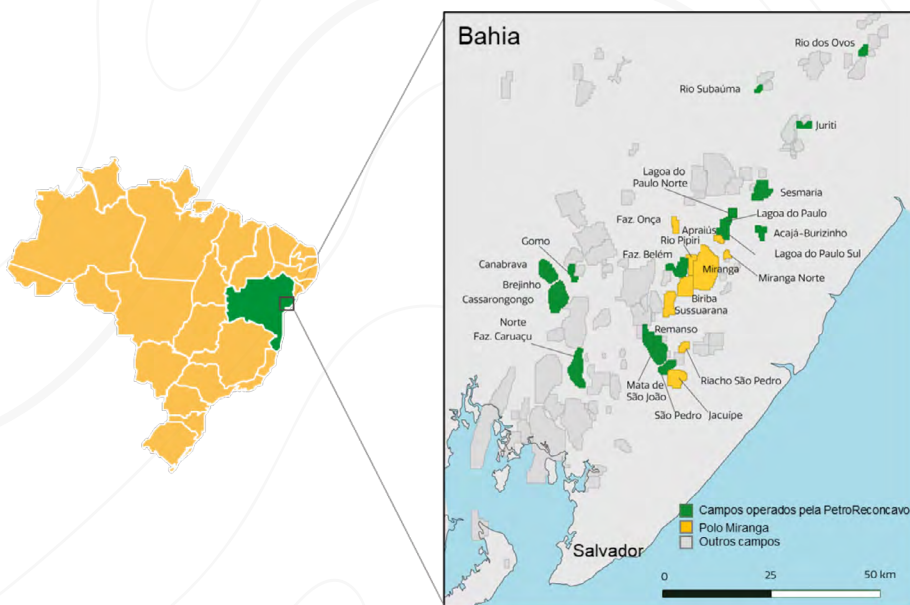 Bahia
Rio dos Ovos
Rio Subaúma
Juriti
Lagoa do
Paulo Norte
Sesmaria
Lagoa do Paulo
Faz. Onça
Apraiús
Acajá-Burizinho
Rio Pipiri
Gomo
Lagoa do Paulo Sul
Faz. Belém
Canabrava
Miranga
Miranga Norte
Brejinho
Biriba
Cassarongongo
Sussuarana
Norte
Faz. Caruaçu
Remanso
Riacho São Pedro
Mata de
São João
São Pedro
Jacuípe
Campos operados pela PetroReconcavo
Polo Miranga
Outros campos
Salvador
0 25 50 km